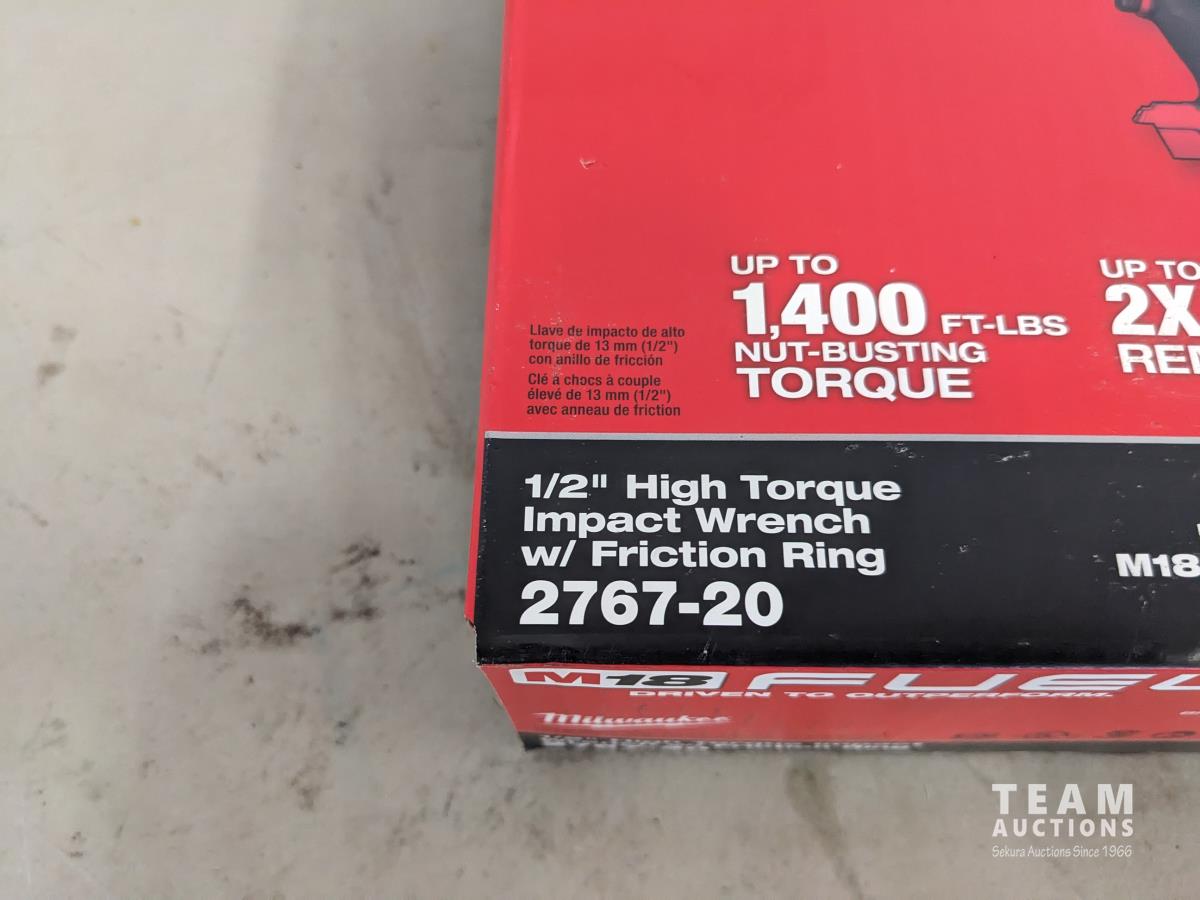 UP TO
1,400 FT-LBS
NUT-BUSTING
TORQUE
UP TO
2X
Llave de impacto de alto
torque de 13 mm (1/2")
con anillo de fricción
Clé à chocs à couple
élevé de 13 mm (1/2")
avec anneau de friction
1/2" High Torque
Impact Wrench
w/ Friction Ring
2767-20
M18
M18 FUEL
DRIVEN TO OUTPERFORM.
Milwaukee
TEAM
AUCTIONS
Sekura Auctions Since 1966